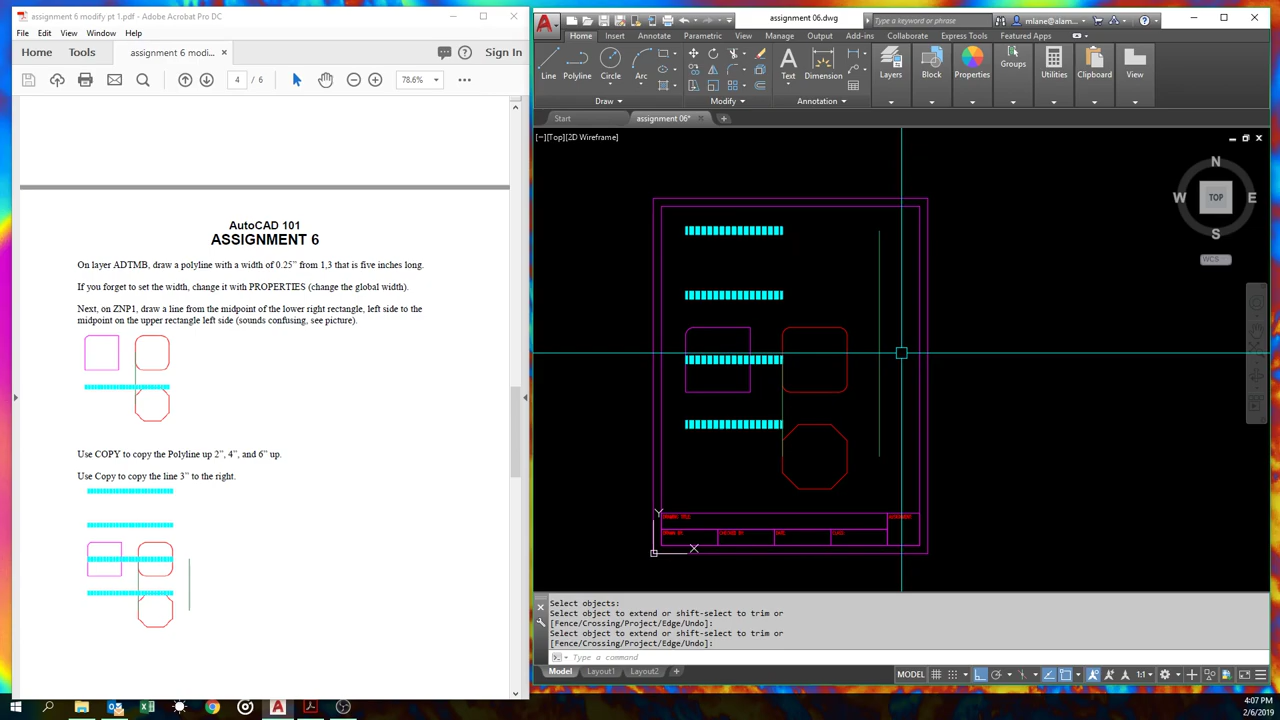 assignment 6 modify pt 1.pdf - Adobe Acrobat Pro DC
File Edit View Window Help
Home Tools assignment 6 modi... × Sign In
4 / 6 78.6%
AutoCAD 101
ASSIGNMENT 6
On layer ADTMB, draw a polyline with a width of 0.25” from 1,3 that is five inches long.
If you forget to set the width, change it with PROPERTIES (change the global width).
Next, on ZNP1, draw a line from the midpoint of the lower right rectangle, left side to the
midpoint on the upper rectangle left side (sounds confusing, see picture).
Use COPY to copy the Polyline up 2”, 4”, and 6” up.
Use Copy to copy the line 3” to the right.
assignment 06.dwg Type a keyword or phrase mlane@alam...
Home Insert Annotate Parametric View Manage Output Add-ins Collaborate Express Tools Featured Apps
Line Polyline Circle Arc Text Dimension Layers Block Properties Groups Utilities Clipboard View
Draw Modify Annotation
Start assignment 06*
[−][Top][2D Wireframe]
N
W TOP E
S
WCS
Y
X
Select objects:
Select object to extend or shift-select to trim or
[Fence/Crossing/Project/Edge/Undo]:
Select object to extend or shift-select to trim or
[Fence/Crossing/Project/Edge/Undo]:
Type a command
Model Layout1 Layout2 + MODEL 1:1
4:07 PM
2/6/2019